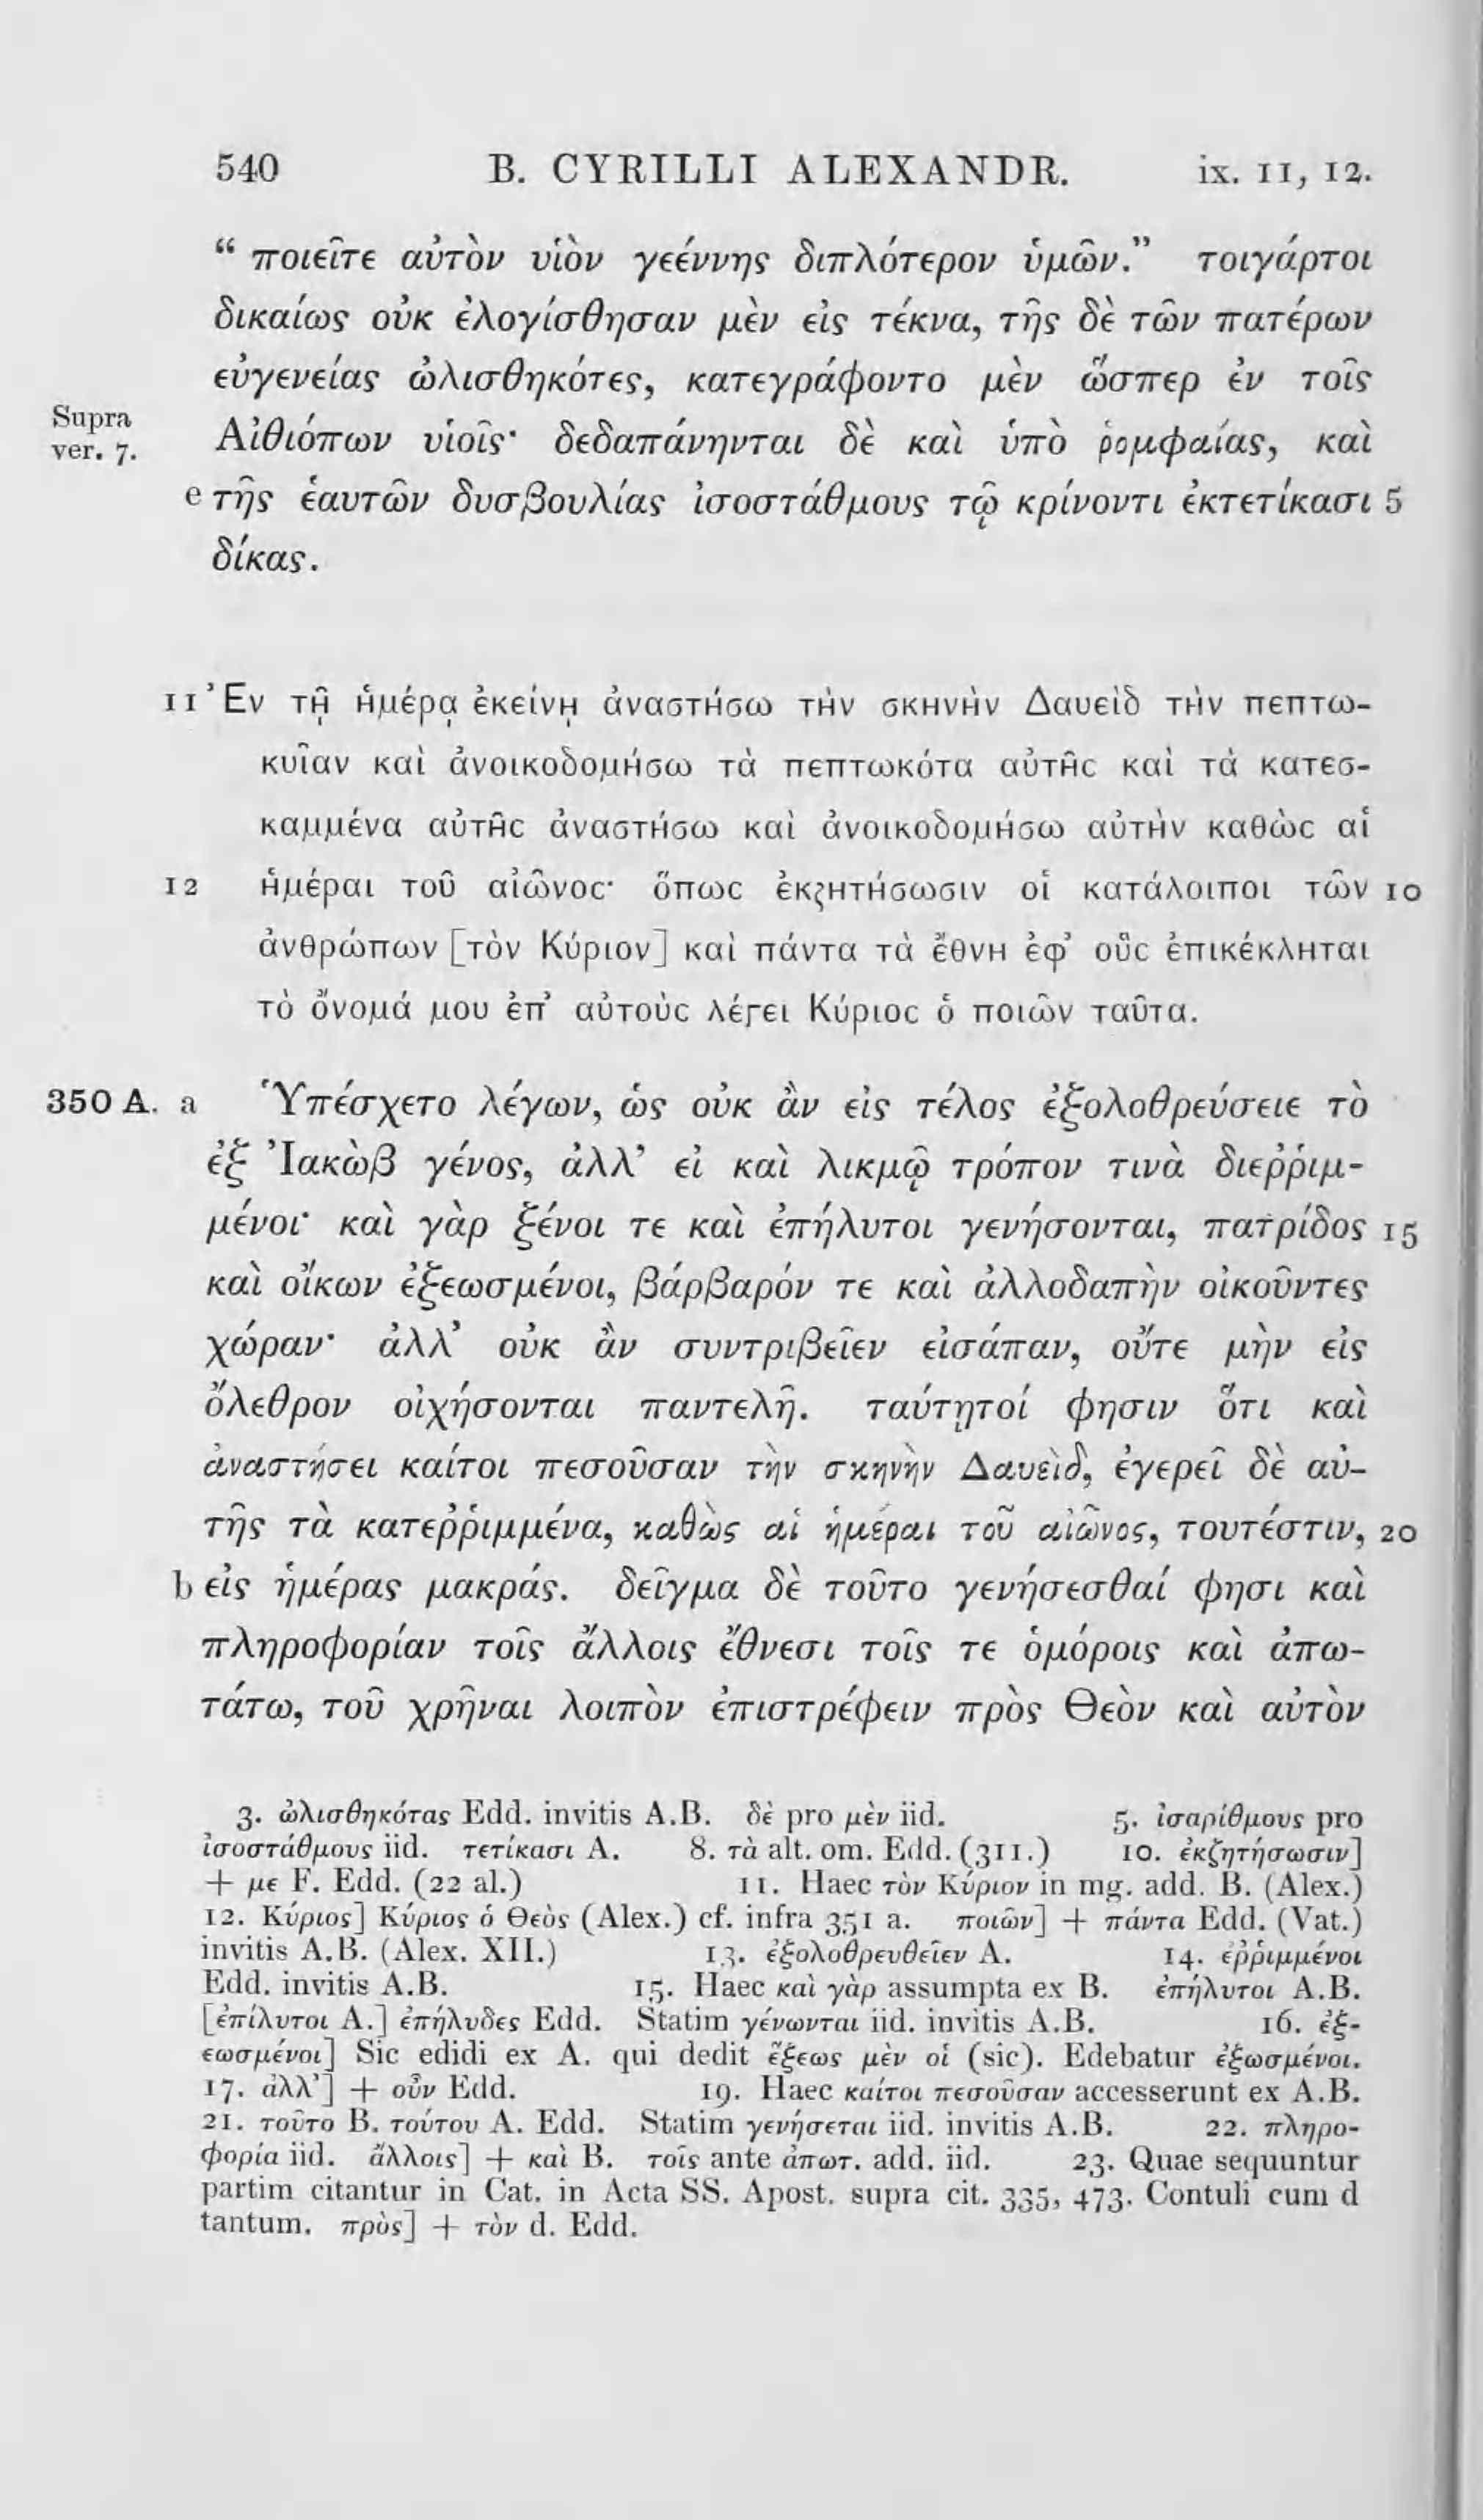 540 B. CYRILLI ALEXANDR. ix. 11, 12.
“ ποιεῖτε αὐτὸν υἱὸν γεέννης διπλότερον ὑμῶν.” τοιγάρτοι
δικαίως οὐκ ἐλογίσθησαν μὲν εἰς τέκνα, τῆς δὲ τῶν πατέρων
εὐγενείας ὠλισθηκότες, κατεγράφοντο μὲν ὥσπερ ἐν τοῖς
Supra ver. 7. Αἰθιόπων υἱοῖς· δεδαπάνηνται δὲ καὶ ὑπὸ ῥομφαίας, καὶ
e τῆς ἑαυτῶν δυσβουλίας ἰσοστάθμους τῷ κρίνοντι ἐκτετίκασι 5
δίκας.
11 Ἐν τῇ ἡμέρᾳ ἐκείνῃ ἀναστήσω τὴν σκηνὴν Δαυεὶδ τὴν πεπτω-
κυῖαν καὶ ἀνοικοδομήσω τὰ πεπτωκότα αὐτῆς καὶ τὰ κατεσ-
καμμένα αὐτῆς ἀναστήσω καὶ ἀνοικοδομήσω αὐτὴν καθὼς αἱ
12 ἡμέραι τοῦ αἰῶνος· ὅπως ἐκζητήσωσιν οἱ κατάλοιποι τῶν 10
ἀνθρώπων [τὸν Κύριον] καὶ πάντα τὰ ἔθνη ἐφ’ οὓς ἐπικέκληται
τὸ ὄνομά μου ἐπ’ αὐτοὺς λέγει Κύριος ὁ ποιῶν ταῦτα.
350 A. a Ὑπέσχετο λέγων, ὡς οὐκ ἂν εἰς τέλος ἐξολοθρεύσειε τὸ
ἐξ Ἰακὼβ γένος, ἀλλ’ εἰ καὶ λικμῷ τρόπον τινὰ διεῤῥιμ-
μένοι· καὶ γὰρ ξένοι τε καὶ ἐπήλυτοι γενήσονται, πατρίδος 15
καὶ οἴκων ἐξεωσμένοι, βάρβαρόν τε καὶ ἀλλοδαπὴν οἰκοῦντες
χώραν· ἀλλ’ οὐκ ἂν συντριβεῖεν εἰσάπαν, οὔτε μὴν εἰς
ὄλεθρον οἰχήσονται παντελῆ. ταύτῃτοί φησιν ὅτι καὶ
ἀναστήσει καίτοι πεσοῦσαν τὴν σκηνὴν Δαυεὶδ, ἐγερεῖ δὲ αὐ-
τῆς τὰ κατεῤῥιμμένα, καθὼς αἱ ἡμέραι τοῦ αἰῶνος, τουτέστιν, 20
b εἰς ἡμέρας μακράς. δεῖγμα δὲ τοῦτο γενήσεσθαί φησι καὶ
πληροφορίαν τοῖς ἄλλοις ἔθνεσι τοῖς τε ὁμόροις καὶ ἀπω-
τάτω, τοῦ χρῆναι λοιπὸν ἐπιστρέφειν πρὸς Θεὸν καὶ αὐτὸν
3. ὠλισθηκότας Edd. invitis A.B. δὲ pro μὲν iid. 5. ἰσαρίθμους pro
ἰσοστάθμους iid. τετίκασι A. 8. τὰ alt. om. Edd. (311.) 10. ἐκζητήσωσιν]
+ με F. Edd. (22 al.) 11. Haec τὸν Κύριον in mg. add. B. (Alex.)
12. Κύριος] Κύριος ὁ Θεὸς (Alex.) cf. infra 351 a. ποιῶν] + πάντα Edd. (Vat.)
invitis A.B. (Alex. XII.) 13. ἐξολοθρευθεῖεν A. 14. ἐῤῥιμμένοι
Edd. invitis A.B. 15. Haec καὶ γὰρ assumpta ex B. ἐπήλυτοι A.B.
[ἐπίλυτοι A.] ἐπήλυδες Edd. Statim γένωνται iid. invitis A.B. 16. ἐξ-
εωσμένοι] Sic edidi ex A. qui dedit ἔξεως μὲν οἱ (sic). Edebatur ἐξωσμένοι.
17. ἀλλ’] + οὖν Edd. 19. Haec καίτοι πεσοῦσαν accesserunt ex A.B.
21. τοῦτο B. τούτου A. Edd. Statim γενήσεται iid. invitis A.B. 22. πληρο-
φορία iid. ἄλλοις] + καὶ B. τοῖς ante ἀπωτ. add. iid. 23. Quae sequuntur
partim citantur in Cat. in Acta SS. Apost. supra cit. 335, 473. Contuli cum d
tantum. πρὸς] + τὸν d. Edd.